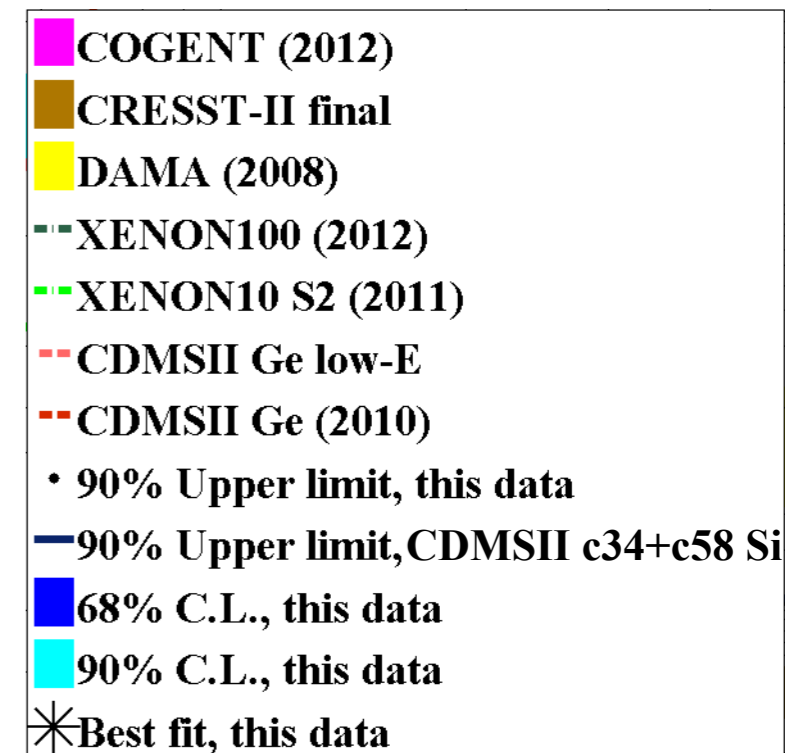 COGENT (2012)
CRESST-II final
DAMA (2008)
XENON100 (2012)
XENON10 S2 (2011)
CDMSII Ge low-E
CDMSII Ge (2010)
90% Upper limit, this data
90% Upper limit,CDMSII c34+c58 Si
68% C.L., this data
90% C.L., this data
Best fit, this data